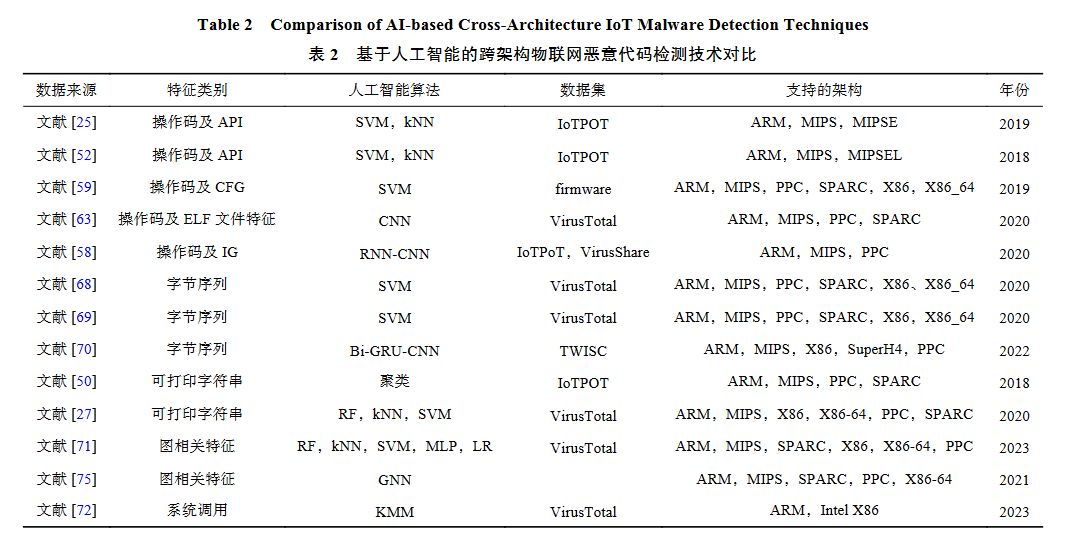 Table 2 Comparison of AI-based Cross-Architecture IoT Malware Detection Techniques
表 2 基于人工智能的跨架构物联网恶意代码检测技术对比
数据来源 特征类别 人工智能算法 数据集 支持的架构 年份
文献 [25] 操作码及 API SVM，kNN IoTPOT ARM，MIPS，MIPSE 2019
文献 [52] 操作码及 API SVM，kNN IoTPOT ARM，MIPS，MIPSEL 2018
文献 [59] 操作码及 CFG SVM firmware ARM，MIPS，PPC，SPARC，X86，X86_64 2019
文献 [63] 操作码及 ELF 文件特征 CNN VirusTotal ARM，MIPS，PPC，SPARC 2020
文献 [58] 操作码及 IG RNN-CNN IoTPoT，VirusShare ARM，MIPS，PPC 2020
文献 [68] 字节序列 SVM VirusTotal ARM，MIPS，PPC，SPARC，X86、X86_64 2020
文献 [69] 字节序列 SVM VirusTotal ARM，MIPS，PPC，SPARC，X86，X86_64 2020
文献 [70] 字节序列 Bi-GRU-CNN TWISC ARM，MIPS，X86，SuperH4，PPC 2022
文献 [50] 可打印字符串 聚类 IoTPOT ARM，MIPS，PPC，SPARC 2018
文献 [27] 可打印字符串 RF，kNN，SVM VirusTotal ARM，MIPS，X86，X86-64，PPC，SPARC 2020
文献 [71] 图相关特征 RF，kNN，SVM，MLP，LR VirusTotal ARM，MIPS，SPARC，X86，X86-64，PPC 2023
文献 [75] 图相关特征 GNN ARM，MIPS，SPARC，PPC，X86-64 2021
文献 [72] 系统调用 KMM VirusTotal ARM，Intel X86 2023